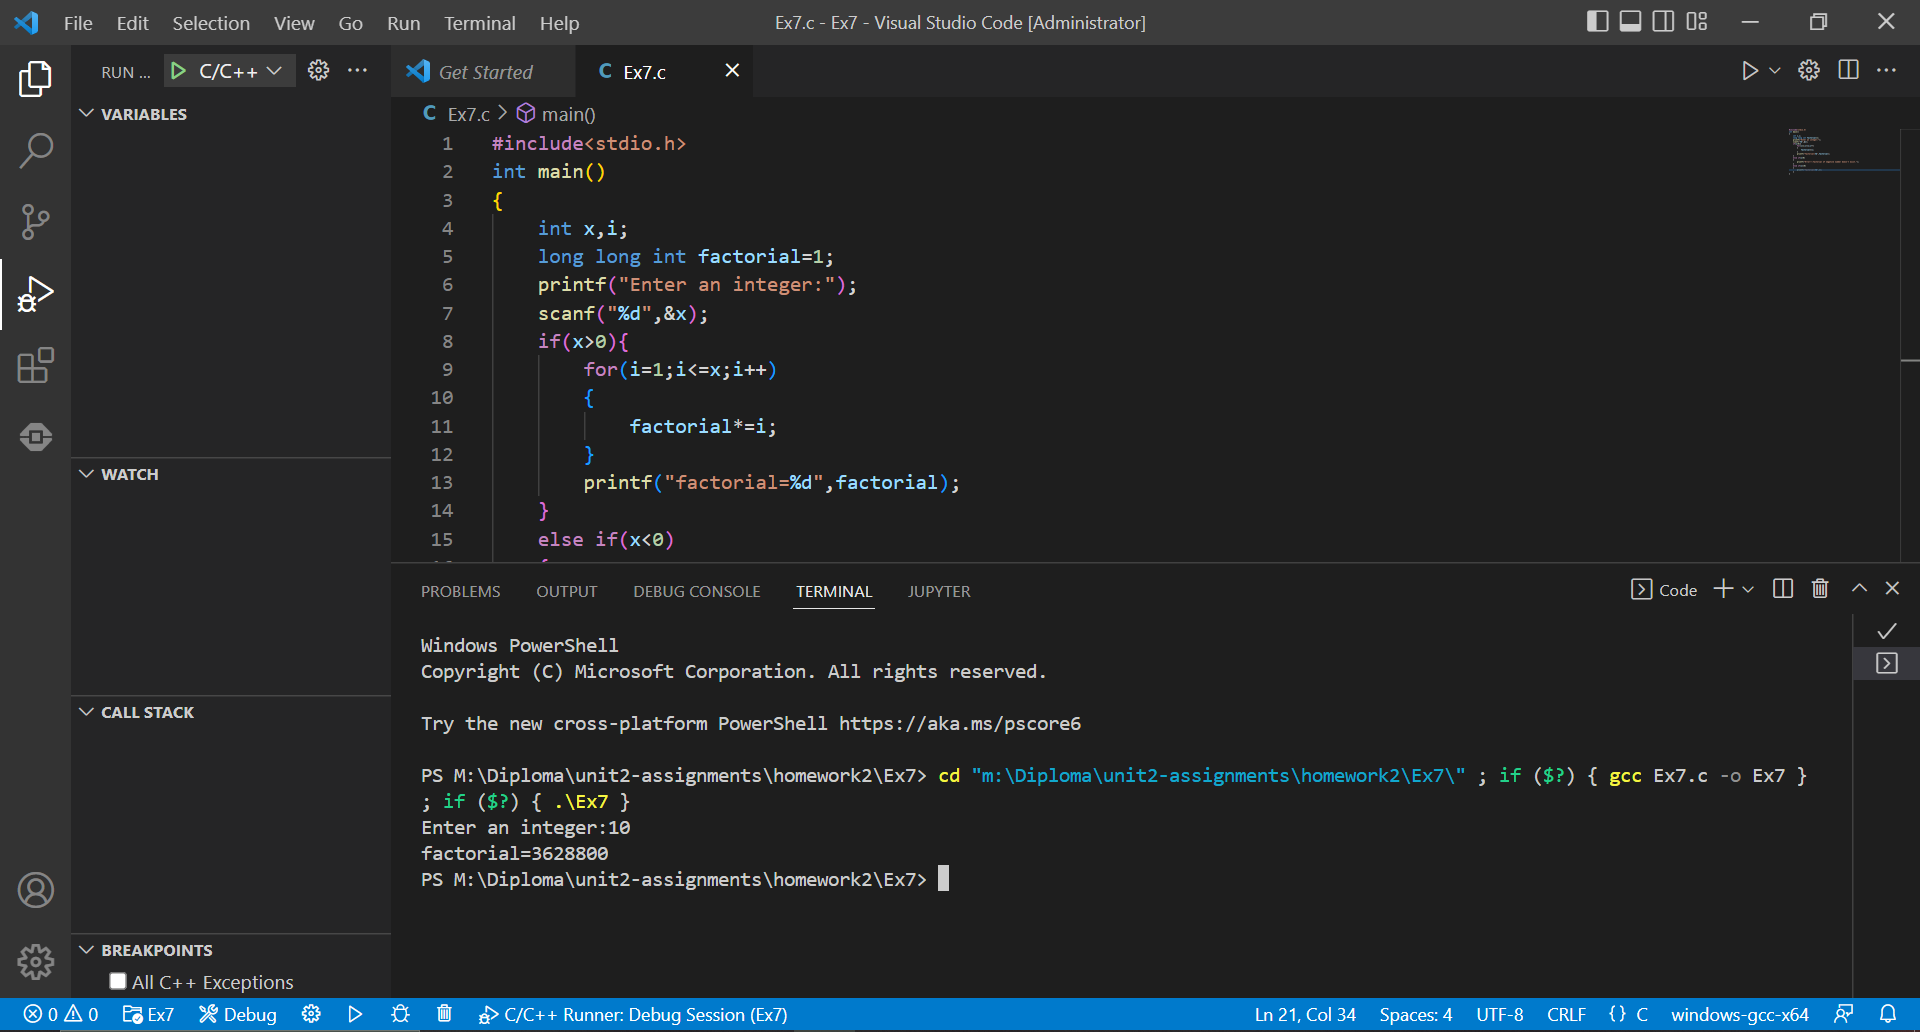 File Edit Selection View Go Run Terminal Help Ex7.c - Ex7 - Visual Studio Code [Administrator]
RUN ... C/C++ ···
Get Started Ex7.c
VARIABLES
WATCH
CALL STACK
BREAKPOINTS
All C++ Exceptions
C Ex7.c > main()
1 #include<stdio.h>
2 int main()
3 {
4 int x,i;
5 long long int factorial=1;
6 printf("Enter an integer:");
7 scanf("%d",&x);
8 if(x>0){
9 for(i=1;i<=x;i++)
10 {
11 factorial*=i;
12 }
13 printf("factorial=%d",factorial);
14 }
15 else if(x<0)
PROBLEMS OUTPUT DEBUG CONSOLE TERMINAL JUPYTER Code
Windows PowerShell
Copyright (C) Microsoft Corporation. All rights reserved.
Try the new cross-platform PowerShell https://aka.ms/pscore6
PS M:\Diploma\unit2-assignments\homework2\Ex7> cd "m:\Diploma\unit2-assignments\homework2\Ex7\" ; if ($?) { gcc Ex7.c -o Ex7 }
; if ($?) { .\Ex7 }
Enter an integer:10
factorial=3628800
PS M:\Diploma\unit2-assignments\homework2\Ex7>
0 0 Ex7 Debug C/C++ Runner: Debug Session (Ex7) Ln 21, Col 34 Spaces: 4 UTF-8 CRLF {} C windows-gcc-x64